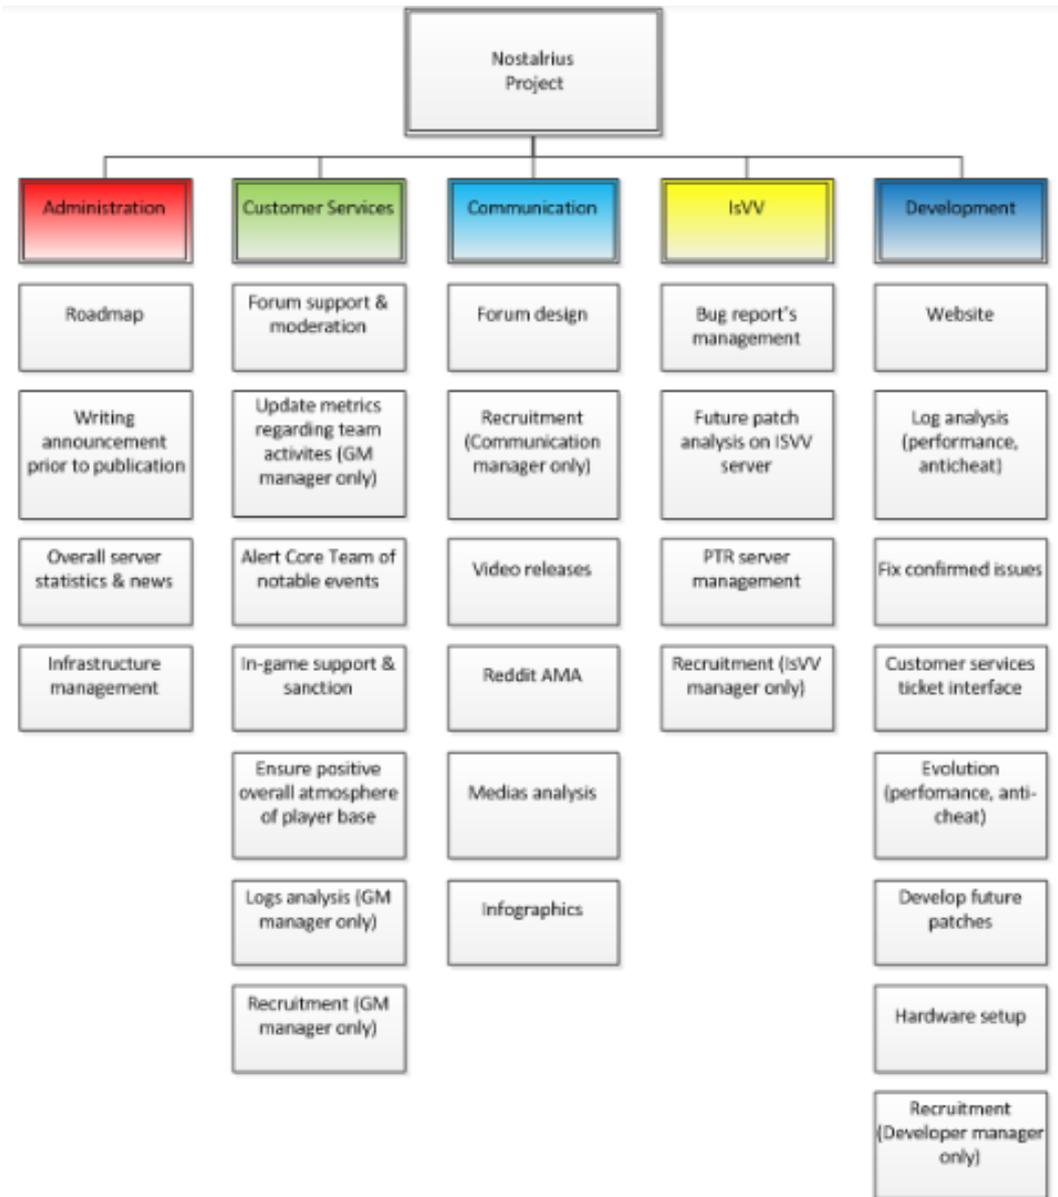 Nostalrius
Project
Administration
Customer Services
Communication
IsVV
Development
Roadmap
Writing
announcement
prior to publication
Overall server
statistics & news
Infrastructure
management
Forum support &
moderation
Update metrics
regarding team
activites (GM
manager only)
Alert Core Team of
notable events
In-game support &
sanction
Ensure positive
overall atmosphere
of player base
Logs analysis (GM
manager only)
Recruitment (GM
manager only)
Forum design
Recruitment
(Communication
manager only)
Video releases
Reddit AMA
Medias analysis
Infographics
Bug report's
management
Future patch
analysis on ISVV
server
PTR server
management
Recruitment (IsVV
manager only)
Website
Log analysis
(performance,
anticheat)
Fix confirmed issues
Customer services
ticket interface
Evolution
(perfomance, anti-
cheat)
Develop future
patches
Hardware setup
Recruitment
(Developer manager
only)